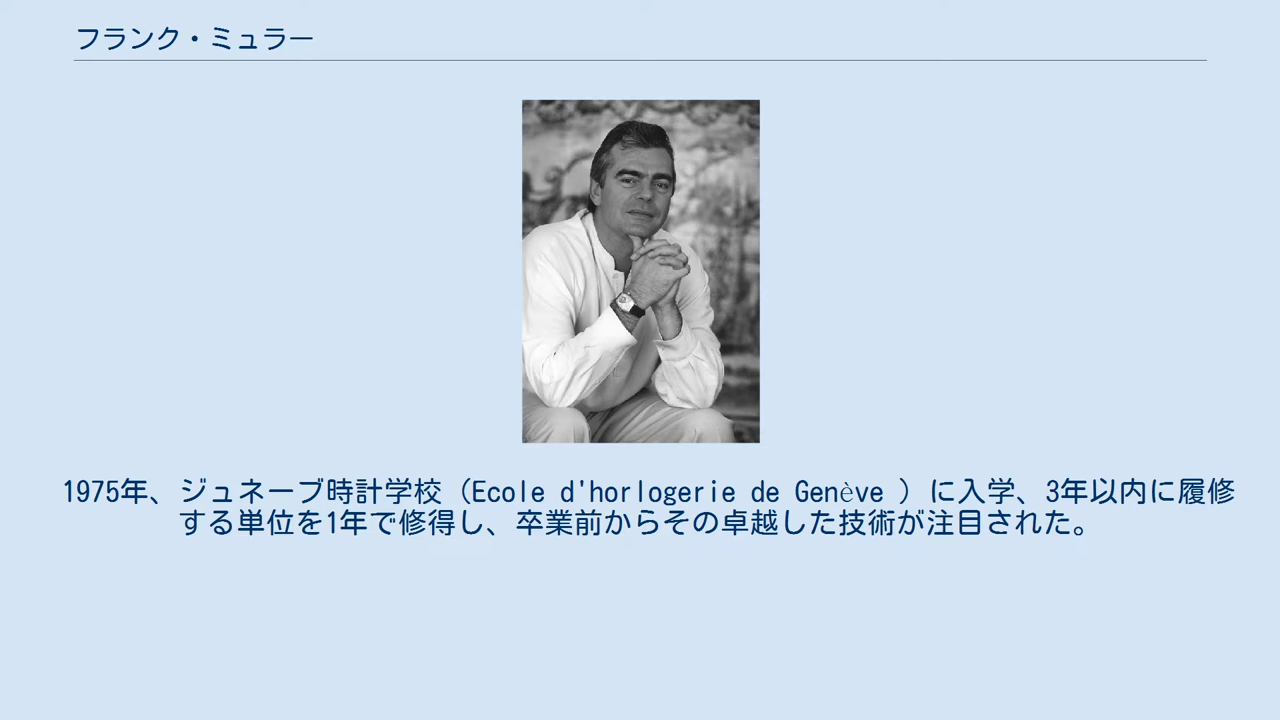 フランク・ミュラー
1975年、ジュネーブ時計学校（Ecole d'horlogerie de Genève ）に入学、3年以内に履修
する単位を1年で修得し、卒業前からその卓越した技術が注目された。